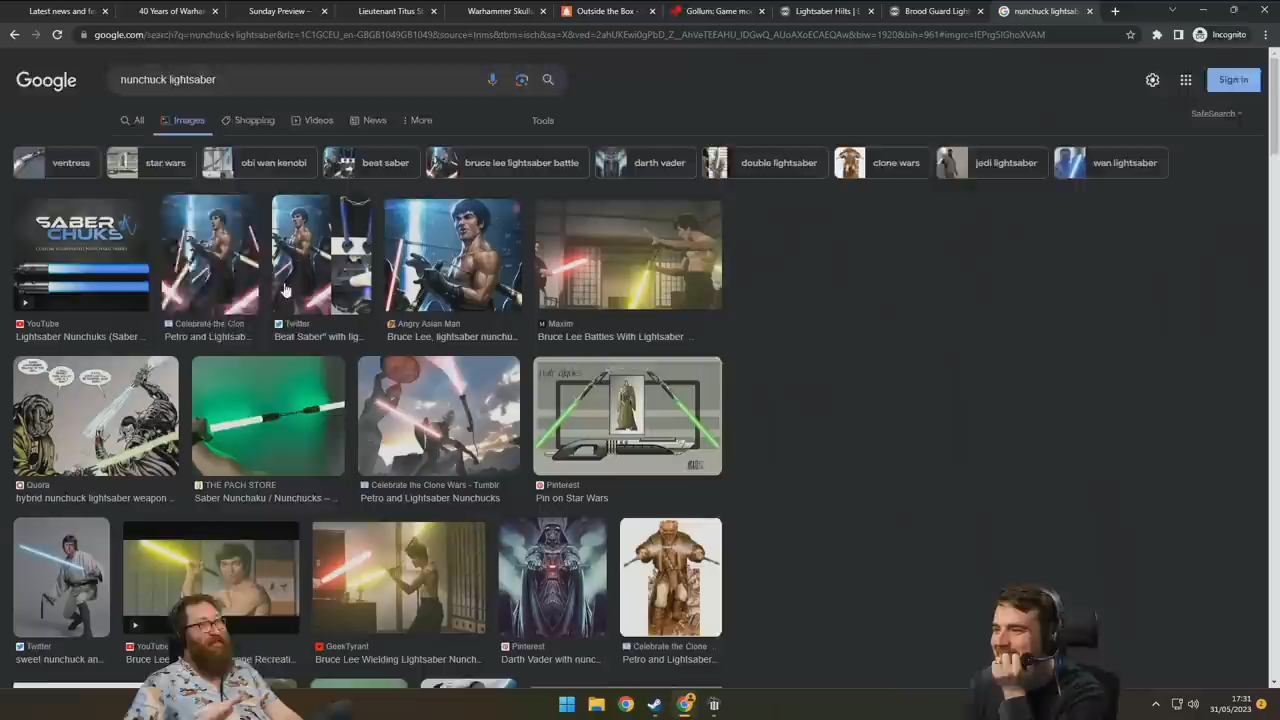 Latest news and fe
40 Years of Warha
Sunday Preview –
Lieutenant Titus St
Warhammer Skull
Outside the Box -
Gollum: Game mo
Lightsaber Hilts | S
Brood Guard Ligh
nunchuck lightsab
Incognito
Google
nunchuck lightsaber
Sign in
All
Images
Shopping
Videos
News
More
Tools
SafeSearch
ventress
star wars
obi wan kenobi
beat saber
bruce lee lightsaber battle
darth vader
double lightsaber
clone wars
jedi lightsaber
wan lightsaber
SABER
CHUKS
YouTube
Celebrate the Clon
Twitter
Angry Asian Man
Maxim
Lightsaber Nunchuks (Saber ...
Petro and Lightsab...
Beat Saber" with lig...
Bruce Lee, lightsaber nunchu...
Bruce Lee Battles With Lightsaber ...
Quora
THE PACH STORE
Celebrate the Clone Wars - Tumblr
Pinterest
hybrid nunchuck lightsaber weapon ...
Saber Nunchaku / Nunchucks – ...
Petro and Lightsaber Nunchucks
Pin on Star Wars
Twitter
YouTube
GeekTyrant
Pinterest
Celebrate the Clone ...
sweet nunchuck an...
Bruce Lee
Recreati...
Bruce Lee Wielding Lightsaber Nunch...
Darth Vader with nunc...
Petro and Lightsaber...
17:31
31/05/2023